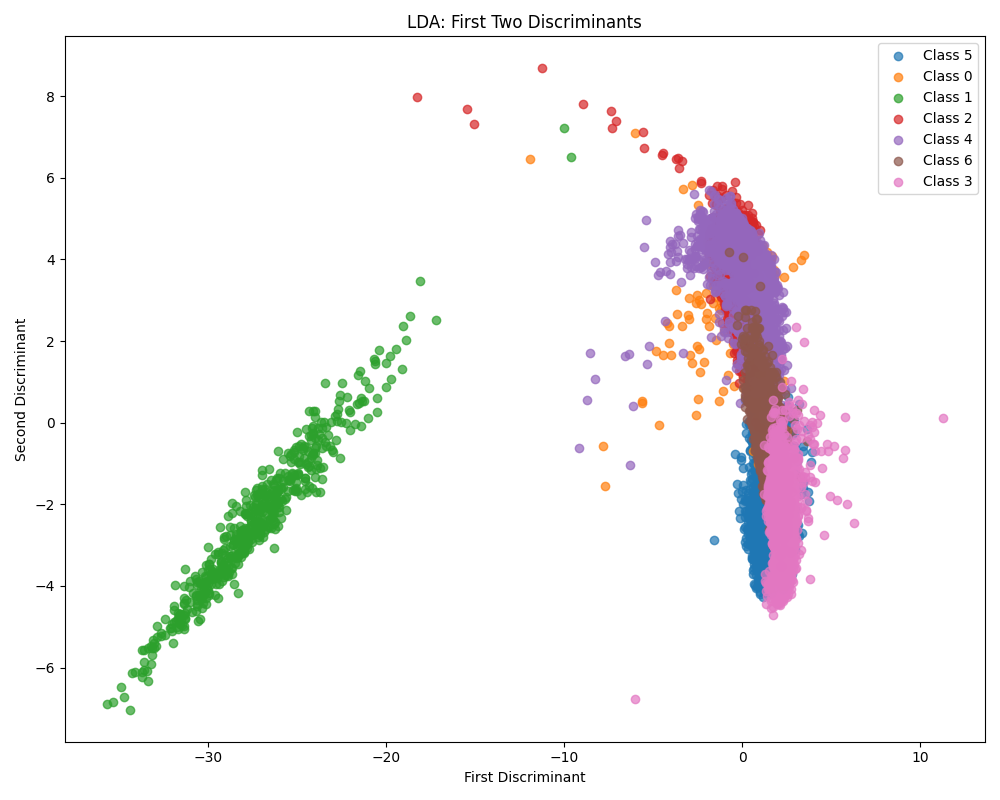 LDA: First Two Discriminants
Class 5
Class 0
Class 1
Class 2
Class 4
Class 6
Class 3
Second Discriminant
8
6
4
2
0
−2
−4
−6
−30
−20
−10
0
10
First Discriminant